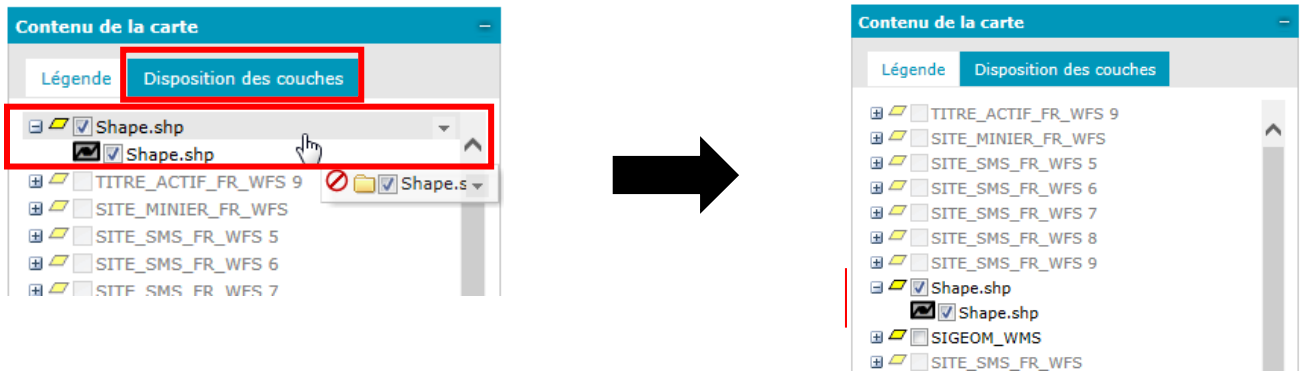 Contenu de la carte
Légende Disposition des couches
Shape.shp
Shape.shp
TITRE_ACTIF_FR_WFS 9
Shape.s
SITE_MINIER_FR_WFS
SITE_SMS_FR_WFS 5
SITE_SMS_FR_WFS 6
SITE_SMS_FR_WFS 7
Contenu de la carte
Légende Disposition des couches
TITRE_ACTIF_FR_WFS 9
SITE_MINIER_FR_WFS
SITE_SMS_FR_WFS 5
SITE_SMS_FR_WFS 6
SITE_SMS_FR_WFS 7
SITE_SMS_FR_WFS 8
SITE_SMS_FR_WFS 9
Shape.shp
Shape.shp
SIGEOM_WMS
SITE_SMS_FR_WFS